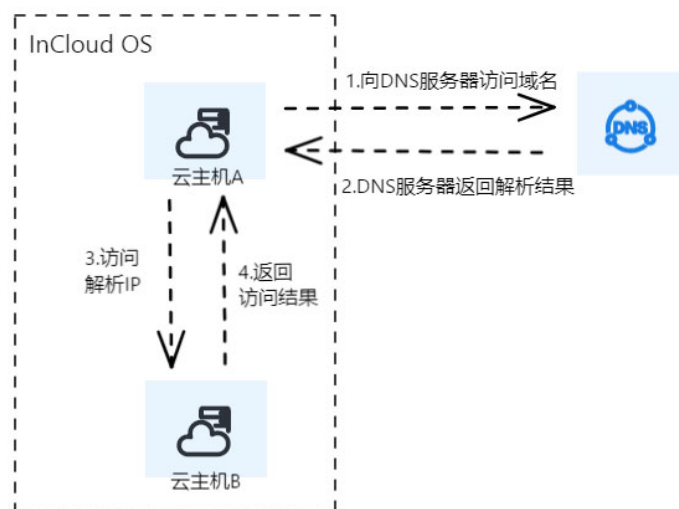 InCloud OS
1.向DNS服务器访问域名
DNS
云主机A
2.DNS服务器返回解析结果
3.访问
解析IP
4.返回
访问结果
云主机B